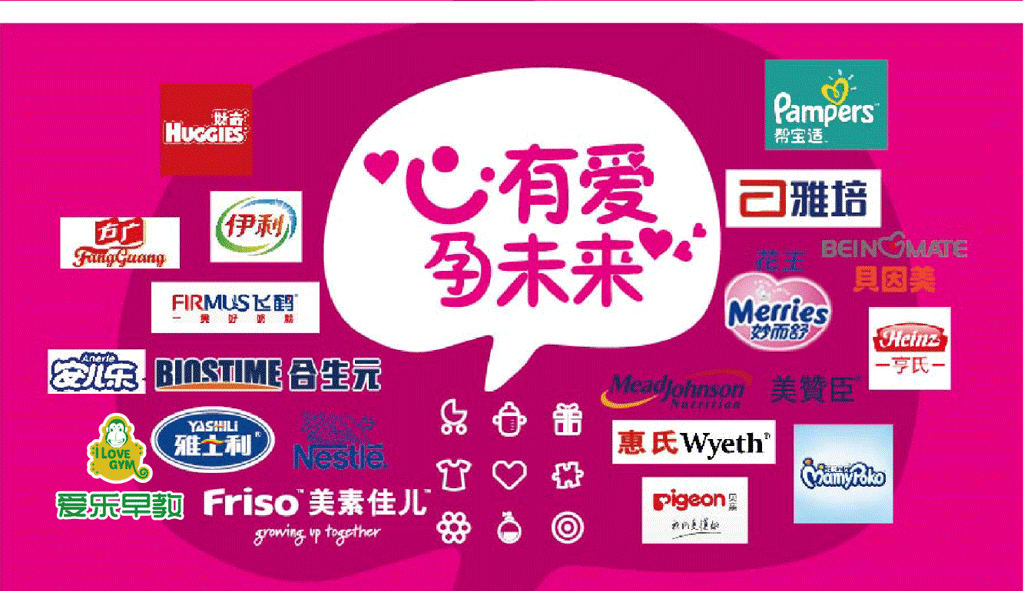 心有爱
孕未来
HUGGIES
Pampers
帮宝适
伊利
雅培
方广
FangGuang
BEINGMATE
貝因美
花王
Merries
妙而舒
FIRMUS飞鹤
Heinz
亨氏
Anerle
安儿乐
BIOSTIME 合生元
MeadJohnson
Nutrition
美贊臣
YASHILI
雅士利
I LOVE
GYM
爱乐早教
Nestlé
惠氏Wyeth
MamyPoko
Friso 美素佳儿
growing up together
Pigeon
贝亲